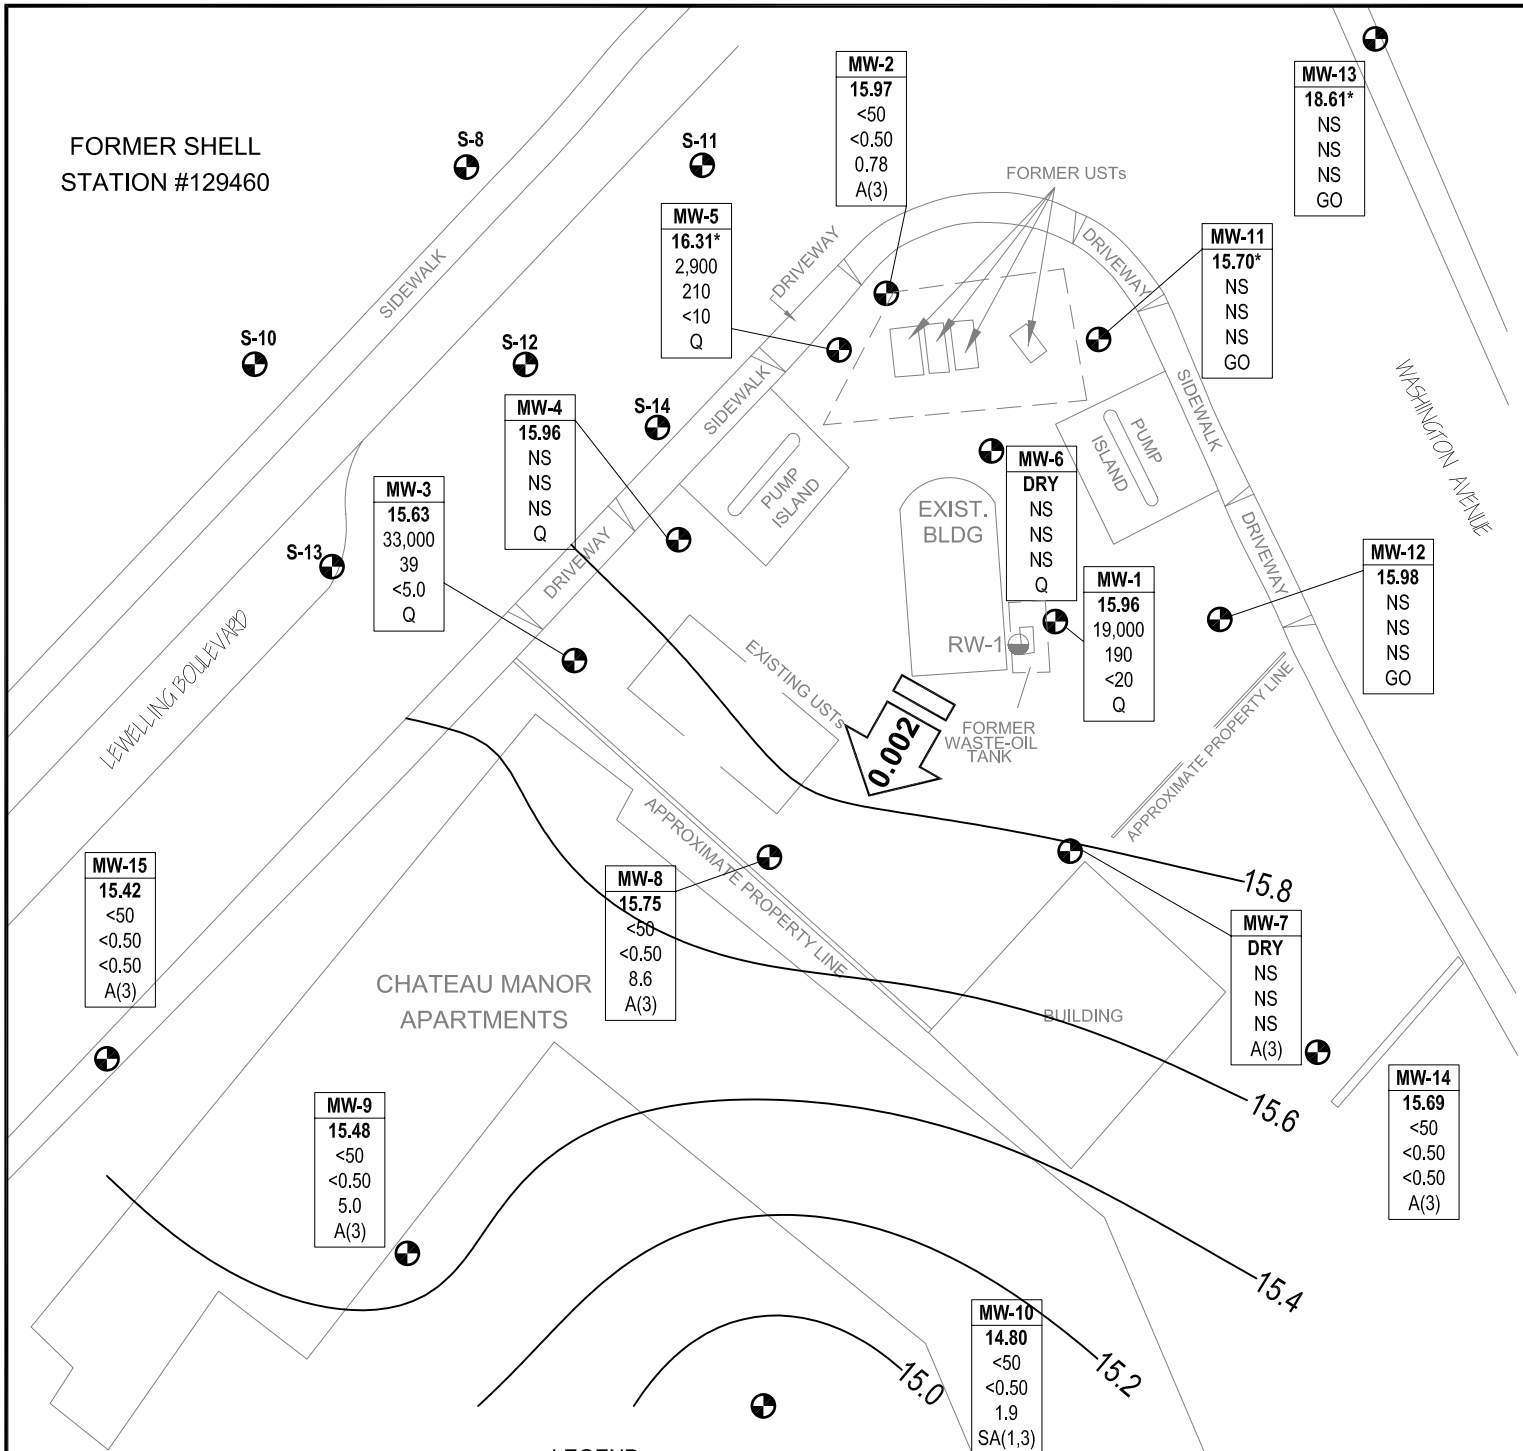 FORMER SHELL
STATION #129460
S-8
S-11
MW-2
15.97
<50
<0.50
0.78
A(3)
MW-13
18.61*
NS
NS
NS
GO
FORMER USTs
MW-5
16.31*
2,900
210
<10
Q
DRIVEWAY
DRIVEWAY
MW-11
15.70*
NS
NS
NS
GO
SIDEWALK
S-10
S-12
S-14
SIDEWALK
SIDEWALK
WASHINGTON AVENUE
MW-4
15.96
NS
NS
NS
Q
PUMP
ISLAND
PUMP
ISLAND
MW-3
15.63
33,000
39
<5.0
Q
S-13
DRIVEWAY
EXIST.
BLDG
MW-6
DRY
NS
NS
NS
Q
DRIVEWAY
MW-1
15.96
19,000
190
<20
Q
MW-12
15.98
NS
NS
NS
GO
RW-1
LEWELLING BOULEVARD
EXISTING USTs
0.002
FORMER
WASTE-OIL
TANK
APPROXIMATE PROPERTY LINE
APPROXIMATE PROPERTY LINE
MW-15
15.42
<50
<0.50
<0.50
A(3)
MW-8
15.75
<50
<0.50
8.6
A(3)
15.8
MW-7
DRY
NS
NS
NS
A(3)
CHATEAU MANOR
APARTMENTS
BUILDING
MW-14
15.69
<50
<0.50
<0.50
A(3)
15.6
MW-9
15.48
<50
<0.50
5.0
A(3)
15.4
MW-10
14.80
<50
<0.50
1.9
SA(1,3)
15.2
15.0
LEGEND